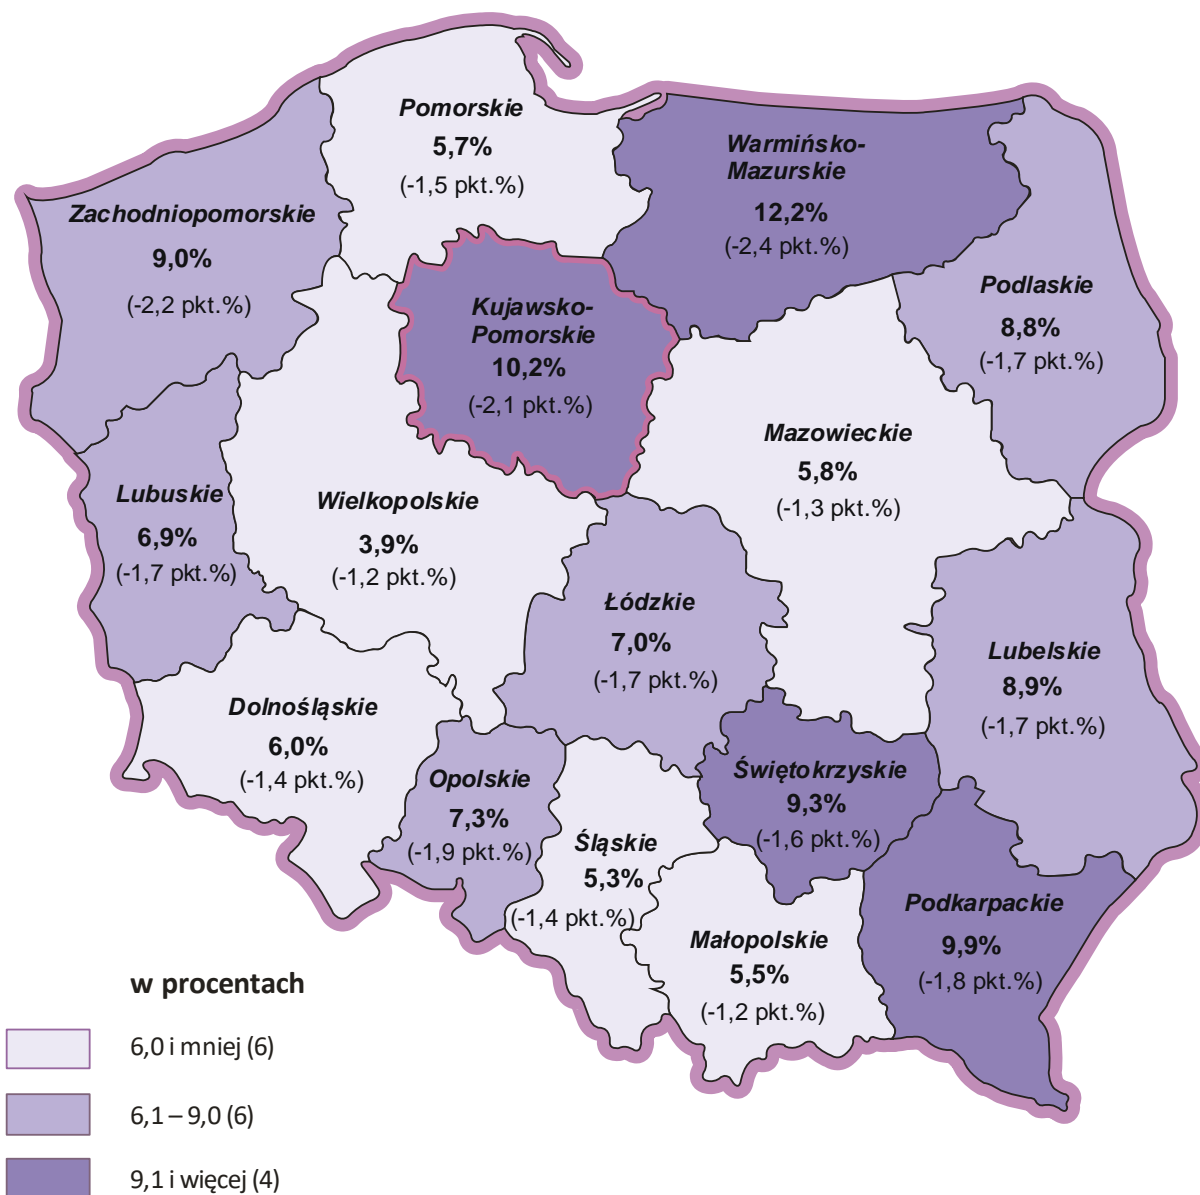 Pomorskie
5,7%
(-1,5 pkt.%)
Warmińsko-
Mazurskie
12,2%
(-2,4 pkt.%)
Zachodniopomorskie
9,0%
(-2,2 pkt.%)
Podlaskie
8,8%
(-1,7 pkt.%)
Kujawsko-
Pomorskie
10,2%
(-2,1 pkt.%)
Mazowieckie
5,8%
(-1,3 pkt.%)
Lubuskie
6,9%
(-1,7 pkt.%)
Wielkopolskie
3,9%
(-1,2 pkt.%)
Łódzkie
7,0%
(-1,7 pkt.%)
Lubelskie
8,9%
(-1,7 pkt.%)
Dolnośląskie
6,0%
(-1,4 pkt.%)
Opolskie
7,3%
(-1,9 pkt.%)
Świętokrzyskie
9,3%
(-1,6 pkt.%)
Śląskie
5,3%
(-1,4 pkt.%)
Małopolskie
5,5%
(-1,2 pkt.%)
Podkarpackie
9,9%
(-1,8 pkt.%)
w procentach
6,0 i mniej (6)
6,1 – 9,0 (6)
9,1 i więcej (4)